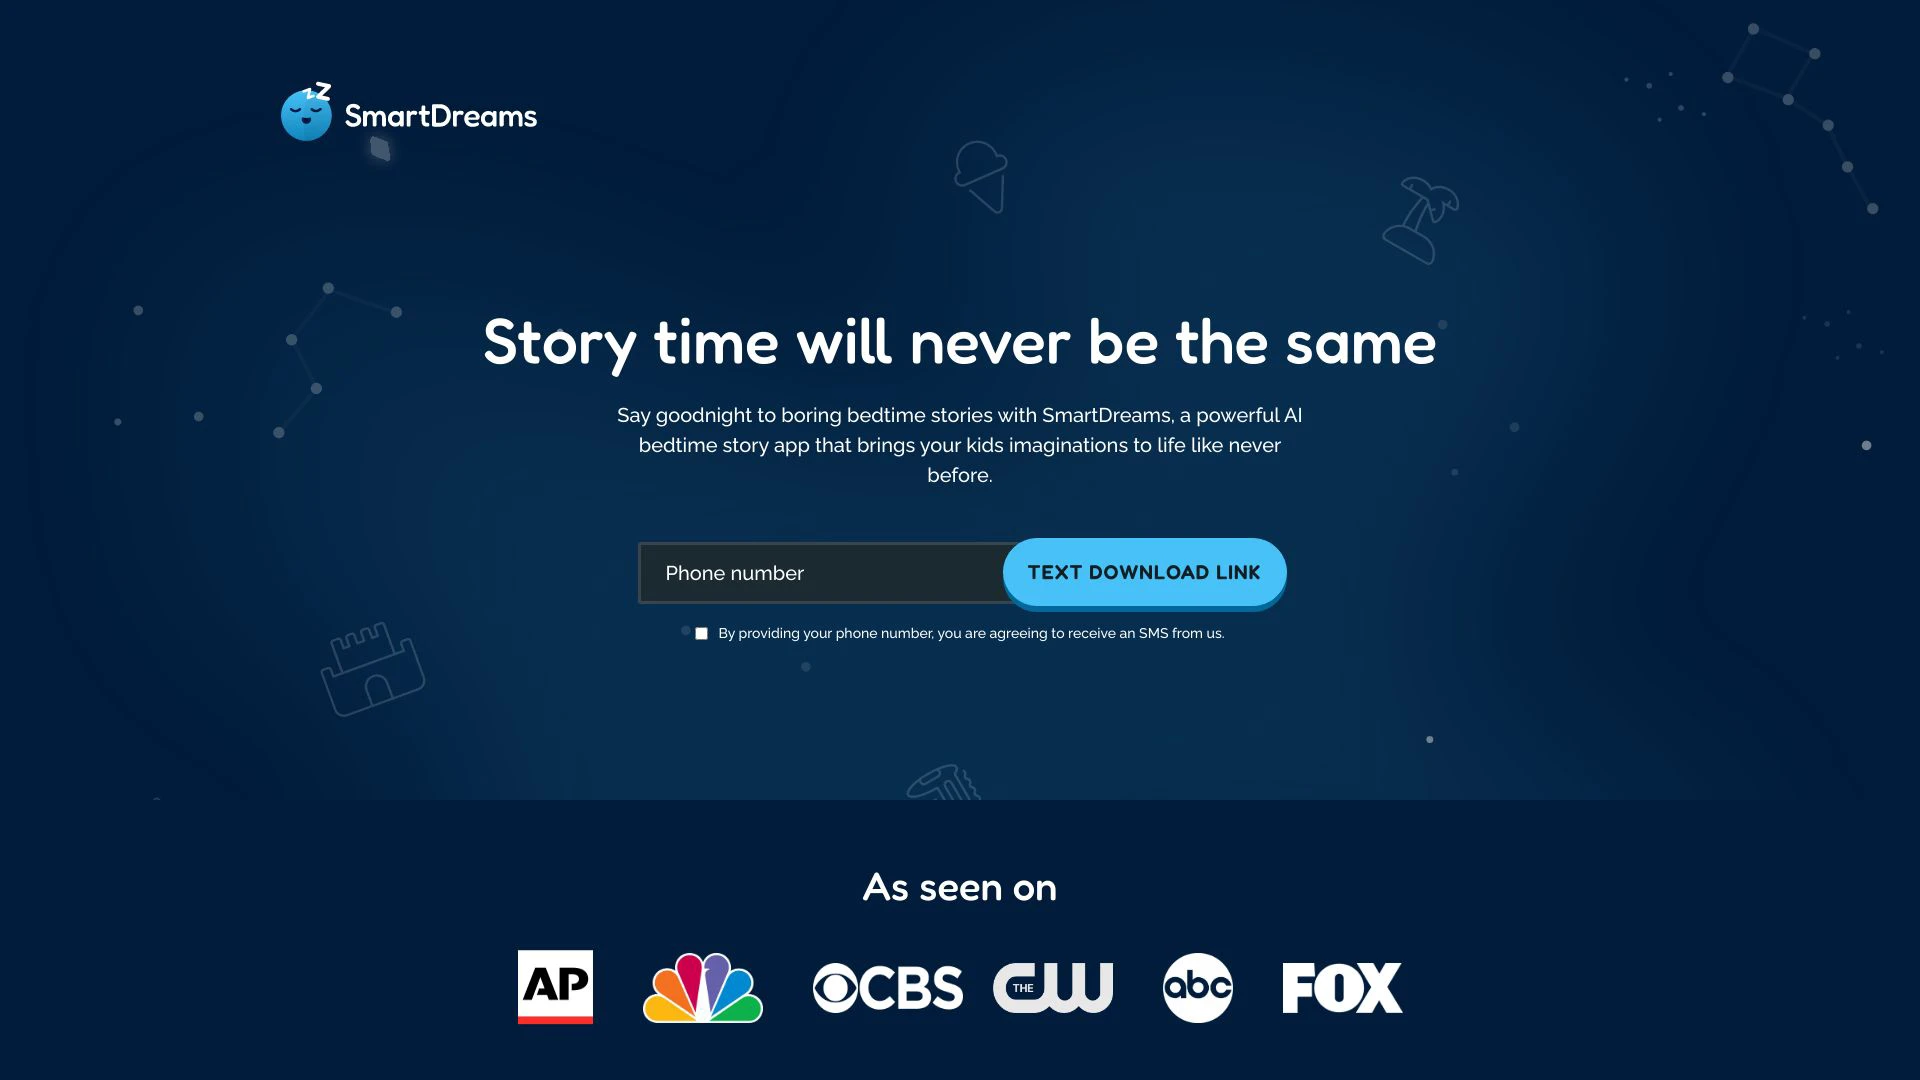 z Z
SmartDreams
Story time will never be the same
Say goodnight to boring bedtime stories with SmartDreams, a powerful AI
bedtime story app that brings your kids imaginations to life like never
before.
Phone number
TEXT DOWNLOAD LINK
By providing your phone number, you are agreeing to receive an SMS from us.
As seen on
AP
CBS
THE CW
abc
FOX